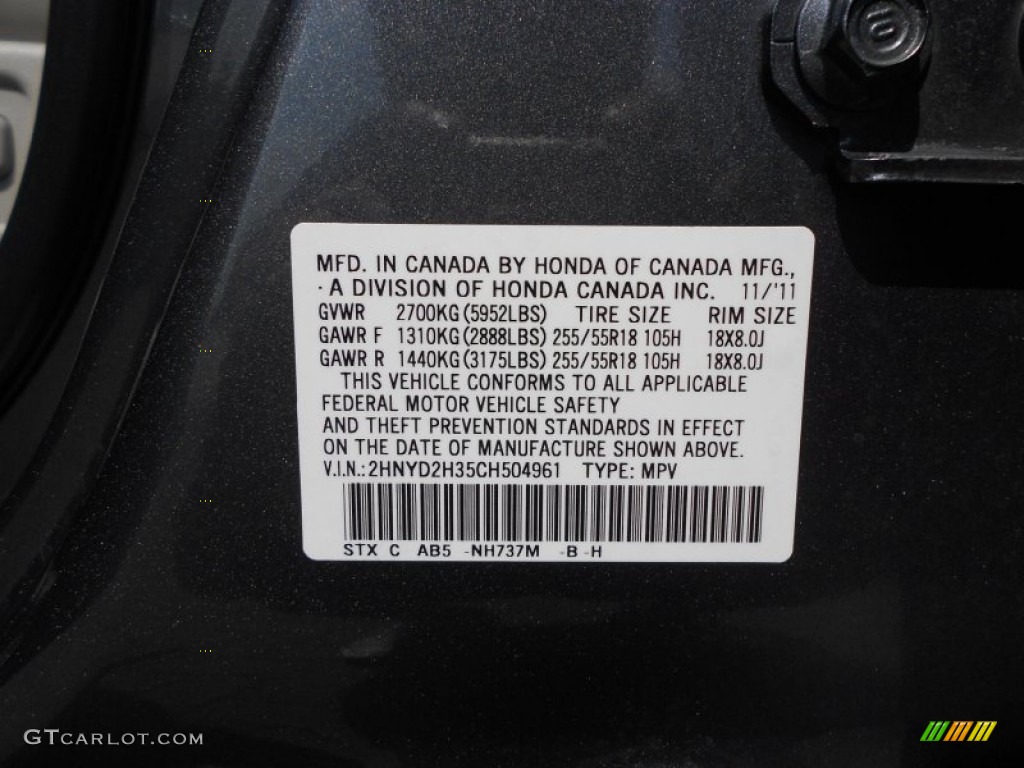 MFD. IN CANADA BY HONDA OF CANADA MFG.,
· A DIVISION OF HONDA CANADA INC. 11/'11
GVWR 2700KG(5952LBS) TIRE SIZE RIM SIZE
GAWR F 1310KG(2888LBS) 255/55R18 105H 18X8.0J
GAWR R 1440KG(3175LBS) 255/55R18 105H 18X8.0J
THIS VEHICLE CONFORMS TO ALL APPLICABLE
FEDERAL MOTOR VEHICLE SAFETY
AND THEFT PREVENTION STANDARDS IN EFFECT
ON THE DATE OF MANUFACTURE SHOWN ABOVE.
V.I.N.:2HNYD2H35CH504961 TYPE: MPV
STX C AB5 -NH737M -B -H
GTCARLOT.COM